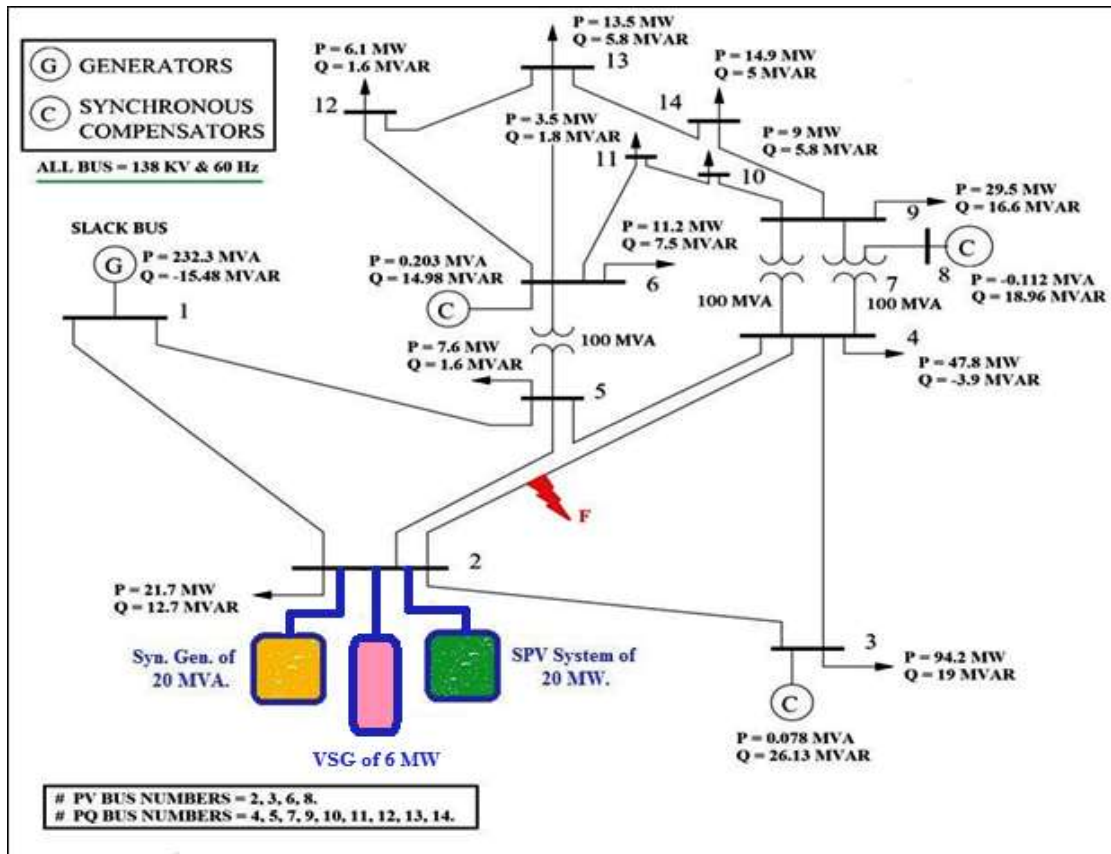 G GENERATORS
C SYNCHRONOUS
COMPENSATORS
ALL BUS = 138 KV & 60 Hz
P = 6.1 MW
Q = 1.6 MVAR
12
P = 13.5 MW
Q = 5.8 MVAR
13
P = 14.9 MW
Q = 5 MVAR
14
P = 3.5 MW
Q = 1.8 MVAR
11
P = 9 MW
Q = 5.8 MVAR
10
P = 29.5 MW
Q = 16.6 MVAR
9
SLACK BUS
G
P = 232.3 MVA
Q = -15.48 MVAR
1
P = 11.2 MW
Q = 7.5 MVAR
6
P = 0.203 MVA
Q = 14.98 MVAR
C
C
8
7
P = -0.112 MVA
Q = 18.96 MVAR
100 MVA
100 MVA
100 MVA
4
P = 47.8 MW
Q = -3.9 MVAR
P = 7.6 MW
Q = 1.6 MVAR
5
F
2
P = 21.7 MW
Q = 12.7 MVAR
Syn. Gen. of
20 MVA.
SPV System of
20 MW.
VSG of 6 MW
3
P = 94.2 MW
Q = 19 MVAR
C
P = 0.078 MVA
Q = 26.13 MVAR
# PV BUS NUMBERS = 2, 3, 6, 8.
# PQ BUS NUMBERS = 4, 5, 7, 9, 10, 11, 12, 13, 14.